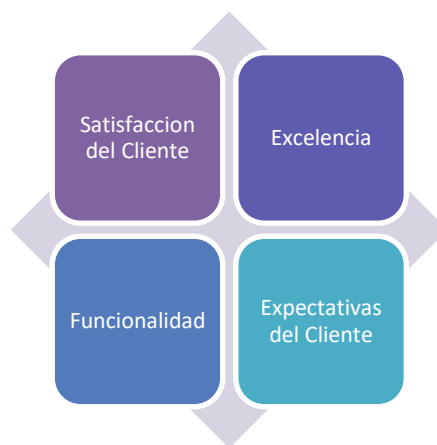 Satisfaccion
del Cliente
Excelencia
Funcionalidad
Expectativas
del Cliente